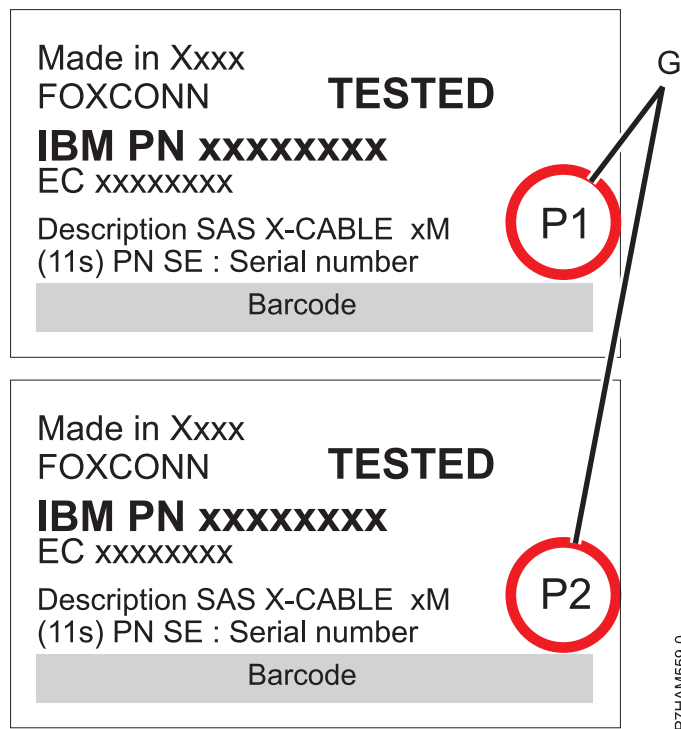 Made in Xxxx
FOXCONN TESTED
IBM PN xxxxxxxx
EC xxxxxxxx
Description SAS X-CABLE xM
(11s) PN SE : Serial number
Barcode
P1
G
Made in Xxxx
FOXCONN TESTED
IBM PN xxxxxxxx
EC xxxxxxxx
Description SAS X-CABLE xM
(11s) PN SE : Serial number
Barcode
P2